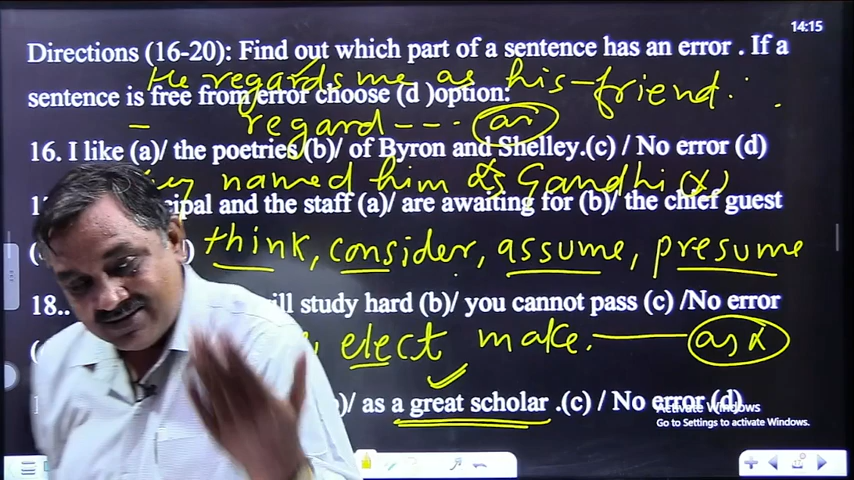 14:15
Directions (16-20): Find out which part of a sentence has an error . If a
He regards me as his friend.
sentence is free from error choose (d )option:
regard --- as
16. I like (a)/ the poetries (b)/ of Byron and Shelley.(c) / No error (d)
named him as Gandhi (x)
and the staff (a)/ are awaiting for (b)/ the chief guest
think, consider, assume, presume
18.. study hard (b)/ you cannot pass (c) /No error
elect make. as x
/ as a great scholar .(c) / No error (d)
Activate Windows
Go to Settings to activate Windows.